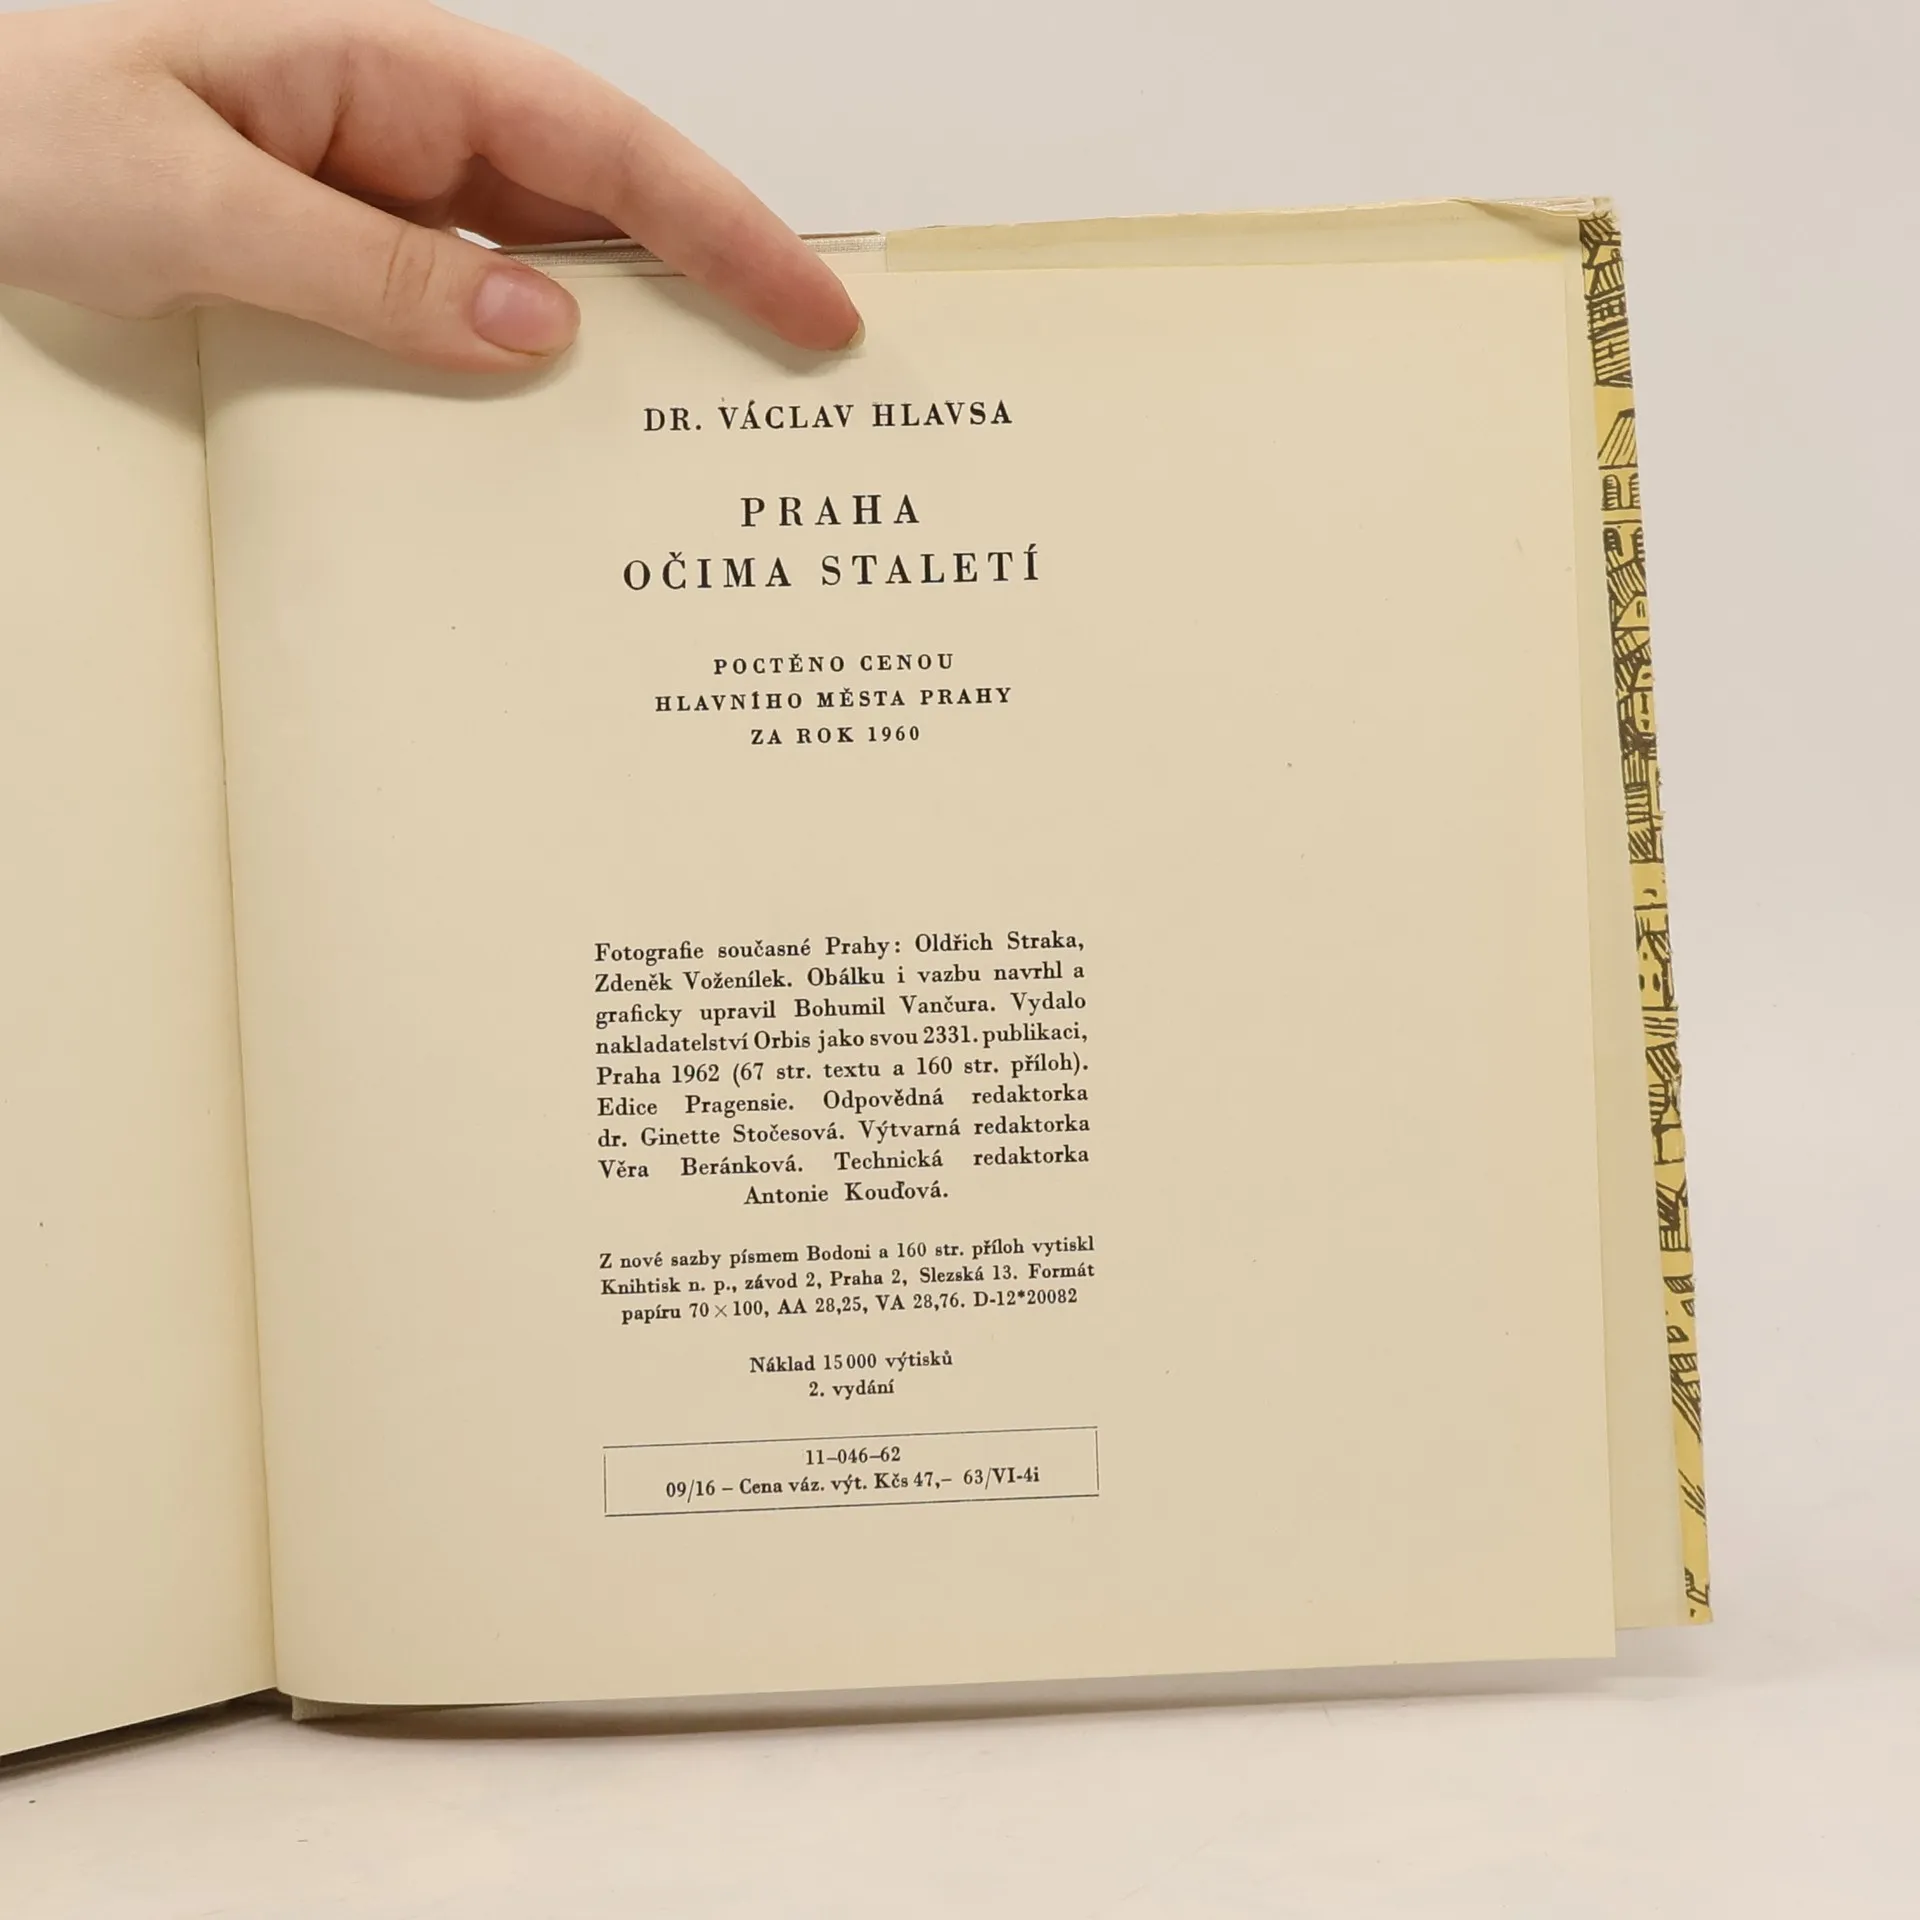 DR. VÁCLAV HLAVSA
PRAHA
OČIMA STALETÍ
POCTĚNO CENOU
HLAVNÍHO MĚSTA PRAHY
ZA ROK 1960
Fotografie současné Prahy: Oldřich Straka,
Zdeněk Voženílek. Obálku i vazbu navrhl a
graficky upravil Bohumil Vančura. Vydalo
nakladatelství Orbis jako svou 2331. publikaci,
Praha 1962 (67 str. textu a 160 str. příloh).
Edice Pragensie. Odpovědná redaktorka
dr. Ginette Stočesová. Výtvarná redaktorka
Věra Beránková. Technická redaktorka
Antonie Kouďová.
Z nové sazby písmem Bodoni a 160 str. příloh vytiskl
Knihtisk n. p., závod 2, Praha 2, Slezská 13. Formát
papíru 70×100, AA 28,25, VA 28,76. D-12*20082
Náklad 15000 výtisků
2. vydání
11–046–62
09/16 – Cena váz. výt. Kčs 47,– 63/VI-4i